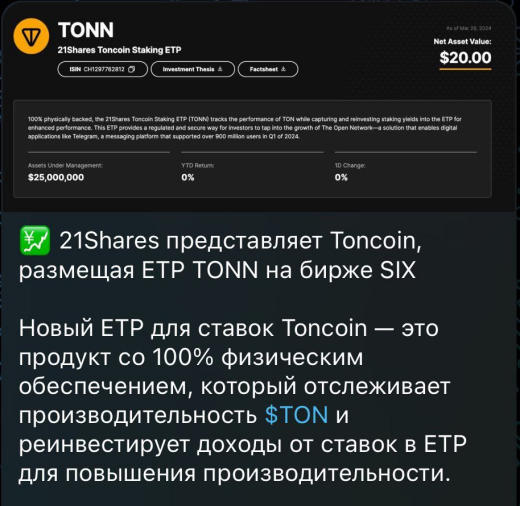 TONN
21Shares Toncoin Staking ETP
ISIN CH1297762812
Investment Thesis
Factsheet
As of Mar 26, 2024
Net Asset Value:
$20.00
100% physically backed, the 21Shares Toncoin Staking ETP (TONN) tracks the performance of TON while capturing and reinvesting staking yields into the ETP for
enhanced performance. This ETP provides a regulated and secure way for investors to tap into the growth of The Open Network—a solution that enables digital
applications like Telegram, a messaging platform that supported over 900 million users in Q1 of 2024.
Assets Under Management:
$25,000,000
YTD Return:
0%
1D Change:
0%
21Shares представляет Toncoin,
размещая ETP TONN на бирже SIX
Новый ETP для ставок Toncoin — это
продукт со 100% физическим
обеспечением, который отслеживает
производительность $TON и
реинвестирует доходы от ставок в ETP
для повышения производительности.